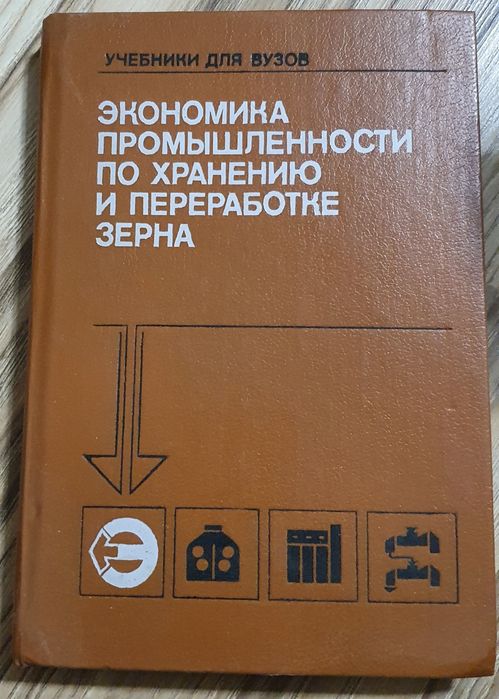 УЧЕБНИКИ ДЛЯ ВУЗОВ
ЭКОНОМИКА
ПРОМЫШЛЕННОСТИ
ПО ХРАНЕНИЮ
И ПЕРЕРАБОТКЕ
ЗЕРНА